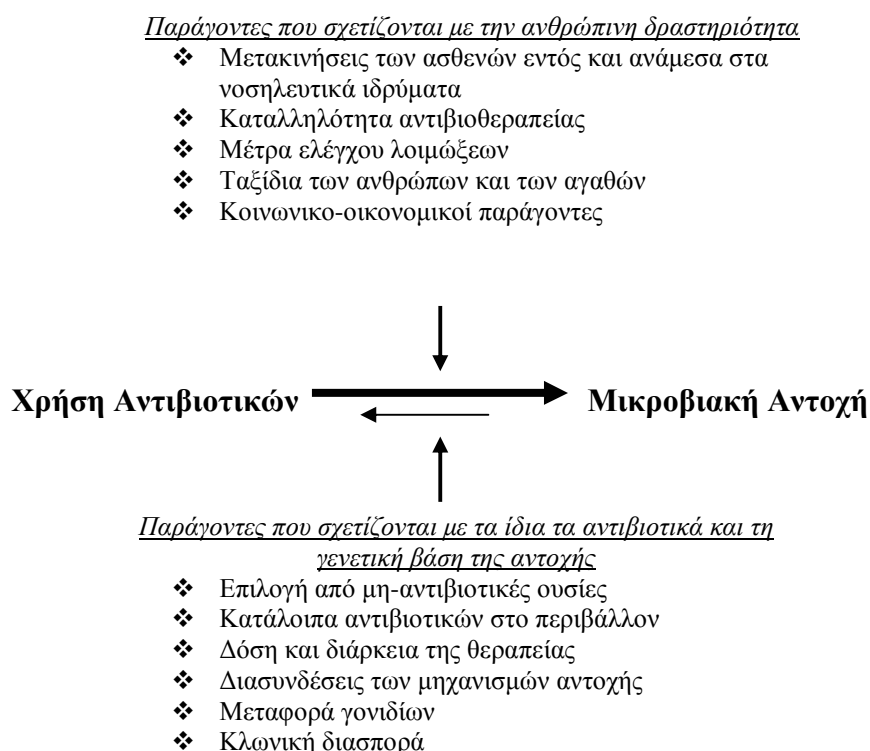 Παράγοντες που σχετίζονται με την ανθρώπινη δραστηριότητα
❖ Μετακινήσεις των ασθενών εντός και ανάμεσα στα
νοσηλευτικά ιδρύματα
❖ Καταλληλότητα αντιβιοθεραπείας
❖ Μέτρα ελέγχου λοιμώξεων
❖ Ταξίδια των ανθρώπων και των αγαθών
❖ Κοινωνικο-οικονομικοί παράγοντες
Χρήση Αντιβιοτικών Μικροβιακή Αντοχή
Παράγοντες που σχετίζονται με τα ίδια τα αντιβιοτικά και τη
γενετική βάση της αντοχής
❖ Επιλογή από μη-αντιβιοτικές ουσίες
❖ Κατάλοιπα αντιβιοτικών στο περιβάλλον
❖ Δόση και διάρκεια της θεραπείας
❖ Διασυνδέσεις των μηχανισμών αντοχής
❖ Μεταφορά γονιδίων
❖ Κλωνική διασπορά